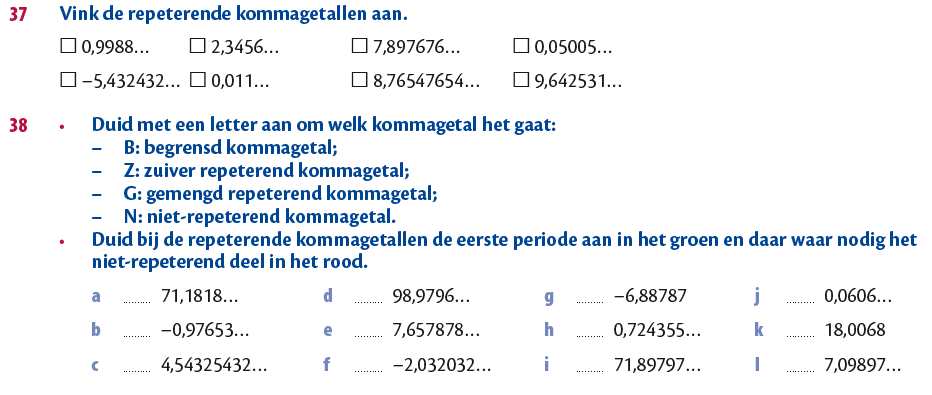 37 Vink de repeterende kommagetallen aan.
☐ 0,9988… ☐ 2,3456… ☐ 7,897676… ☐ 0,05005…
☐ –5,432432… ☐ 0,011… ☐ 8,76547654… ☐ 9,642531…
38 • Duid met een letter aan om welk kommagetal het gaat:
– B: begrensd kommagetal;
– Z: zuiver repeterend kommagetal;
– G: gemengd repeterend kommagetal;
– N: niet-repeterend kommagetal.
• Duid bij de repeterende kommagetallen de eerste periode aan in het groen en daar waar nodig het
niet-repeterend deel in het rood.
a .......... 71,1818… d .......... 98,9796… g .......... –6,88787 j .......... 0,0606…
b .......... –0,97653… e .......... 7,657878… h .......... 0,724355… k .......... 18,0068
c .......... 4,54325432… f .......... –2,032032… i .......... 71,89797… l .......... 7,09897…